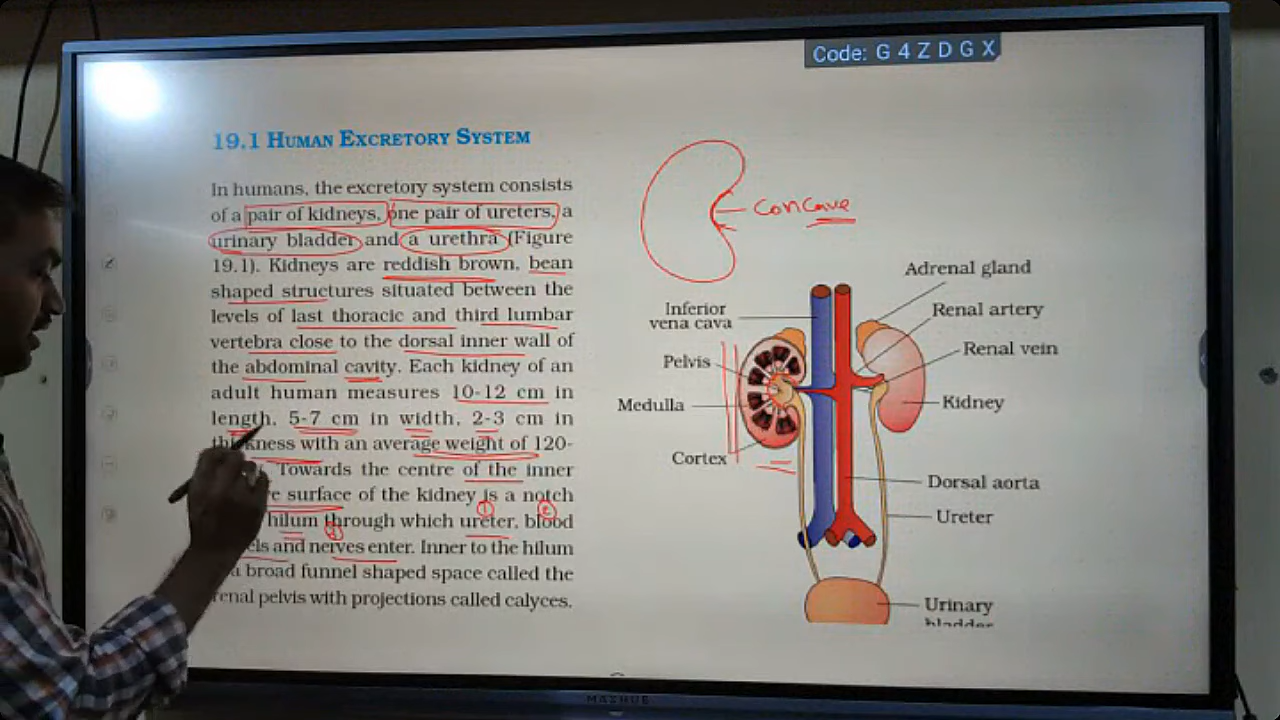 Code: G 4 Z D G X
19.1 HUMAN EXCRETORY SYSTEM
In humans, the excretory system consists
of a pair of kidneys, one pair of ureters, a
urinary bladder and a urethra (Figure
19.1). Kidneys are reddish brown, bean
shaped structures situated between the
levels of last thoracic and third lumbar
vertebra close to the dorsal inner wall of
the abdominal cavity. Each kidney of an
adult human measures 10-12 cm in
length, 5-7 cm in width, 2-3 cm in
thickness with an average weight of 120-
Towards the centre of the inner
surface of the kidney is a notch
hilum through which ureter, blood
and nerves enter. Inner to the hilum
a broad funnel shaped space called the
renal pelvis with projections called calyces.
1
2
3
Concave
Adrenal gland
Inferior
vena cava
Renal artery
Renal vein
Pelvis
Medulla
Kidney
Cortex
Dorsal aorta
Ureter
Urinary
bladder
MAXHUB